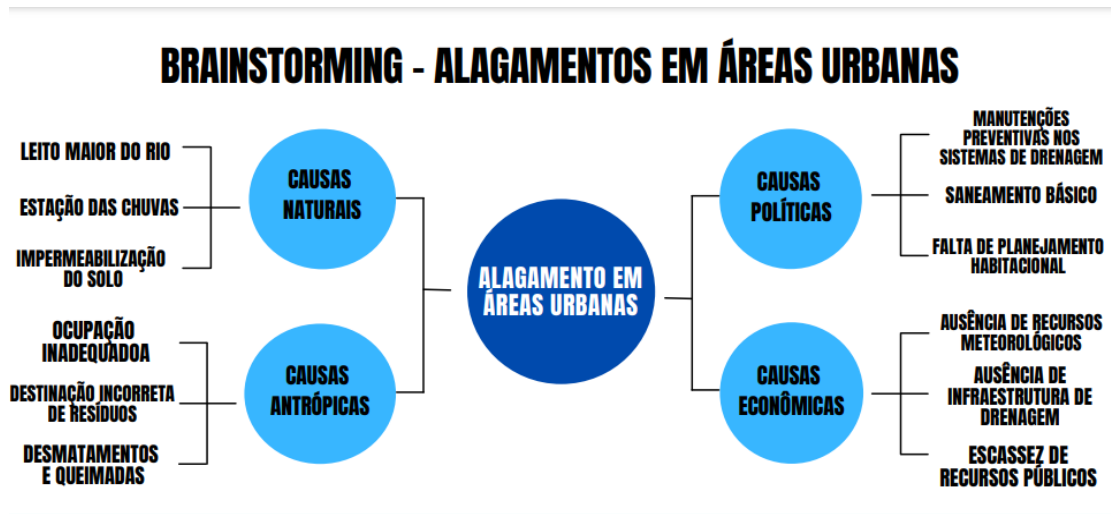 BRAINSTORMING - ALAGAMENTOS EM ÁREAS URBANAS
LEITO MAIOR DO RIO
ESTAÇÃO DAS CHUVAS
IMPERMEABILIZAÇÃO
DO SOLO
CAUSAS
NATURAIS
OCUPAÇÃO
INADEQUADOA
DESTINAÇÃO INCORRETA
DE RESÍDUOS
DESMATAMENTOS
E QUEIMADAS
CAUSAS
ANTRÓPICAS
ALAGAMENTO EM
ÁREAS URBANAS
CAUSAS
POLÍTICAS
MANUTENÇÕES
PREVENTIVAS NOS
SISTEMAS DE DRENAGEM
SANEAMENTO BÁSICO
FALTA DE PLANEJAMENTO
HABITACIONAL
CAUSAS
ECONÔMICAS
AUSÊNCIA DE RECURSOS
METEOROLÓGICOS
AUSÊNCIA DE
INFRAESTRUTURA DE
DRENAGEM
ESCASSEZ DE
RECURSOS PÚBLICOS